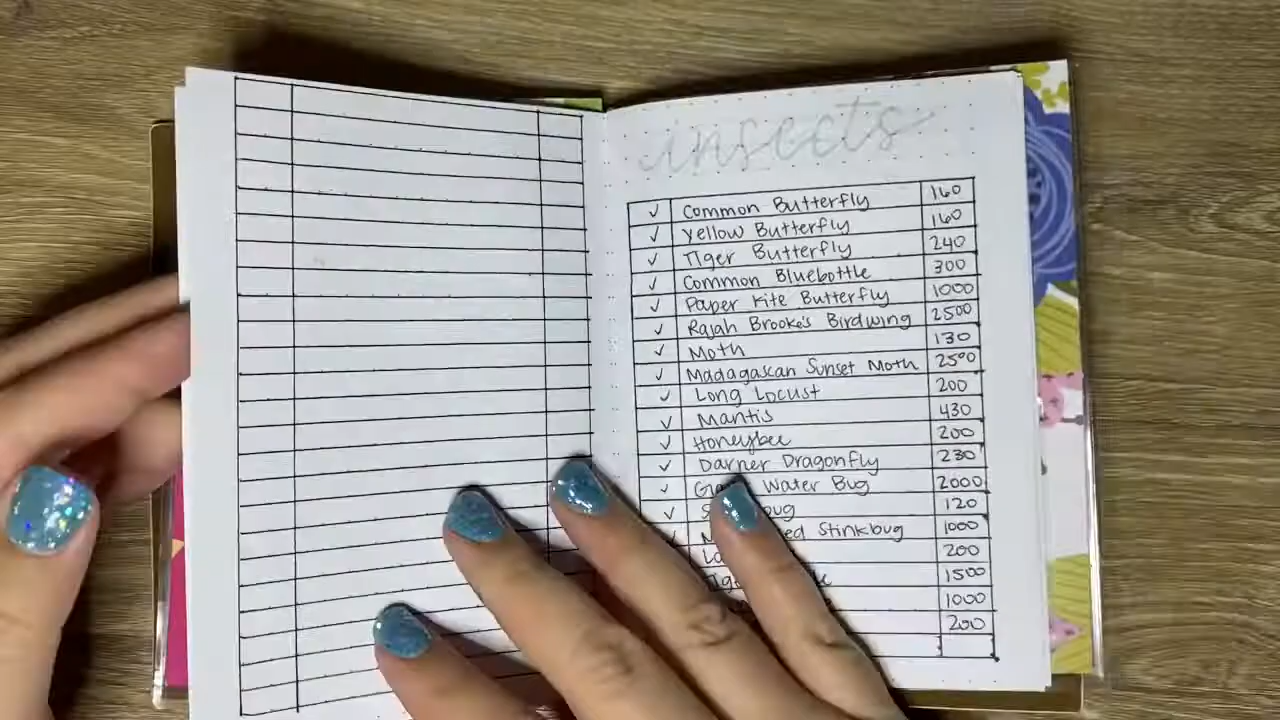 insects
✓ Common Butterfly 160
✓ Yellow Butterfly 160
✓ Tiger Butterfly 240
✓ Common Bluebottle 300
✓ Paper Kite Butterfly 1000
✓ Rajah Brooke's Birdwing 2500
✓ Moth 130
✓ Madagascan Sunset Moth 2500
✓ Long Locust 200
✓ Mantis 430
✓ Honeybee 200
✓ Darner Dragonfly 230
✓ Water Bug 2000
✓ 120
Stinkbug 1000
200
1500
1000
200